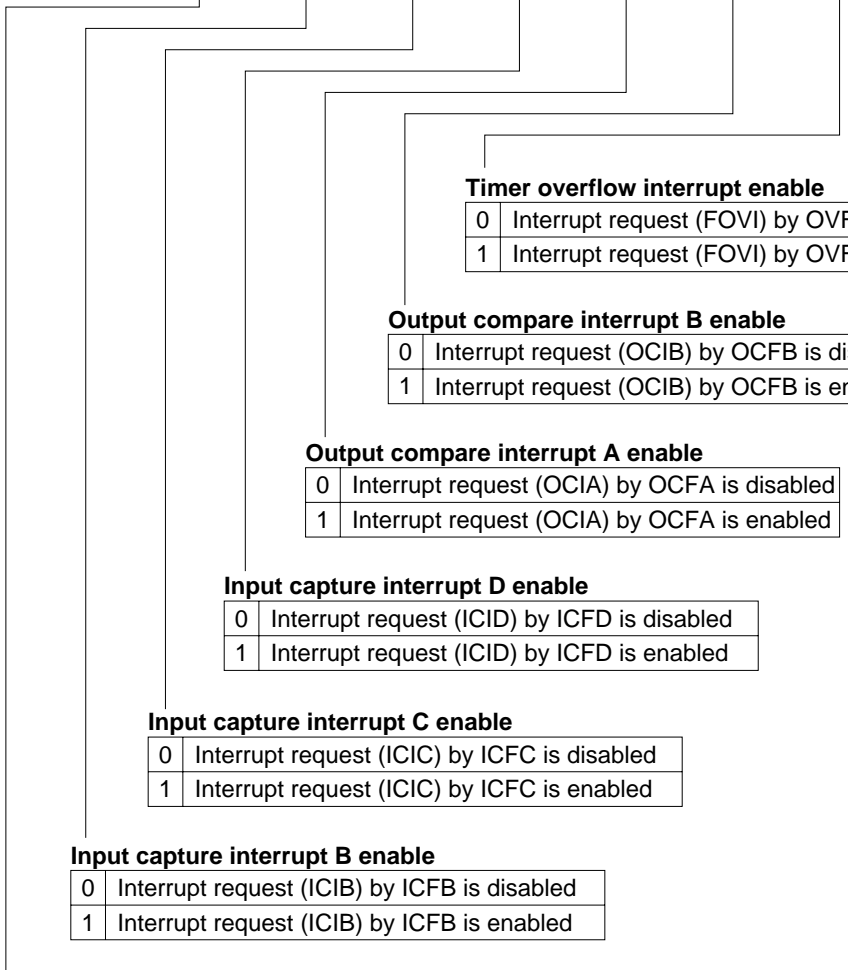 Timer overflow interrupt enable
0 Interrupt request (FOVI) by
1 Interrupt request (FOVI) by
Output compare interrupt B enable
0 Interrupt request (OCIB) by OCFB is
1 Interrupt request (OCIB) by OCFB is
Output compare interrupt A enable
0 Interrupt request (OCIA) by OCFA is disabled
1 Interrupt request (OCIA) by OCFA is enabled
Input capture interrupt D enable
0 Interrupt request (ICID) by ICFD is disabled
1 Interrupt request (ICID) by ICFD is enabled
Input capture interrupt C enable
0 Interrupt request (ICIC) by ICFC is disabled
1 Interrupt request (ICIC) by ICFC is enabled
Input capture interrupt B enable
0 Interrupt request (ICIB) by ICFB is disabled
1 Interrupt request (ICIB) by ICFB is enabled